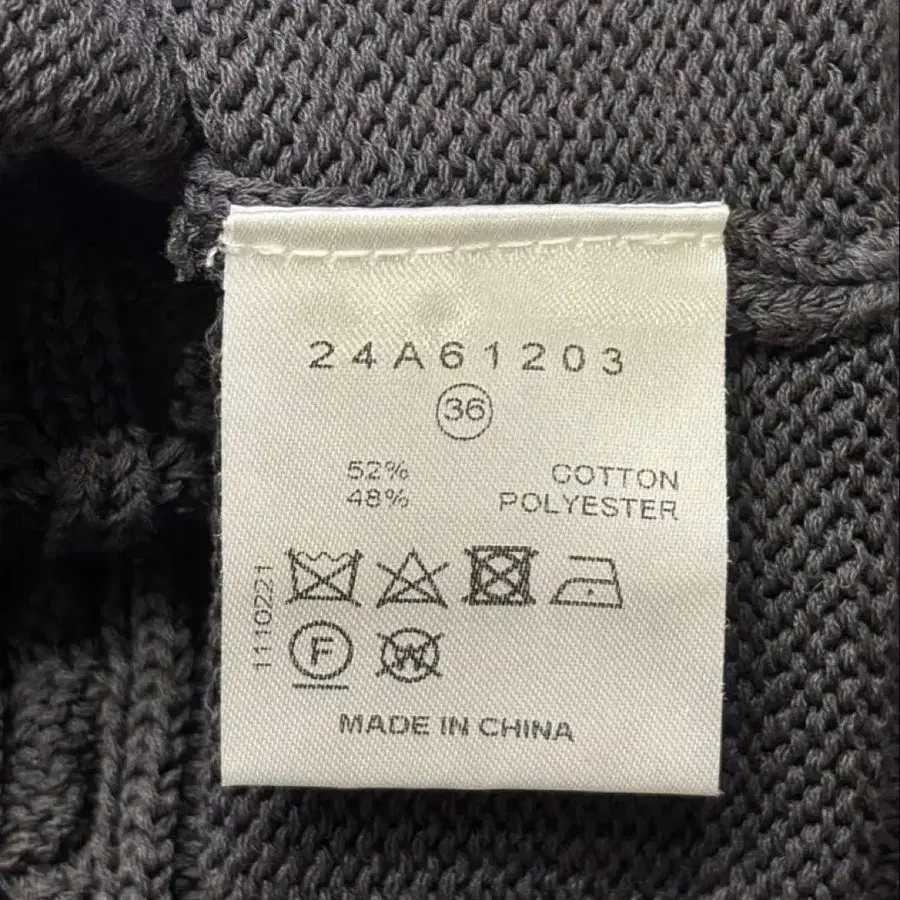 24A61203
36
52% COTTON
48% POLYESTER
1110221
F W
MADE IN CHINA